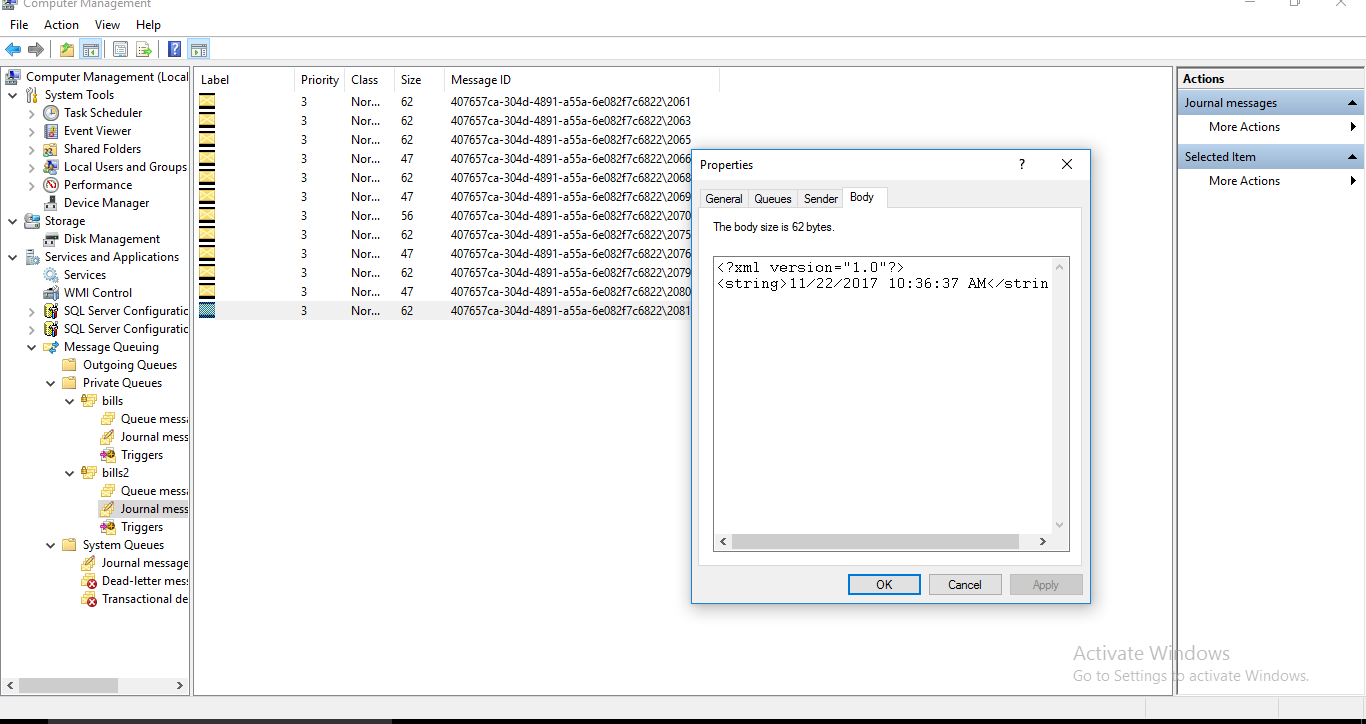 Computer Management
File Action View Help
Computer Management (Local
System Tools
Task Scheduler
Event Viewer
Shared Folders
Local Users and Groups
Performance
Device Manager
Storage
Disk Management
Services and Applications
Services
WMI Control
SQL Server Configuratic
SQL Server Configuratic
Message Queuing
Outgoing Queues
Private Queues
bills
Queue messa
Journal mess
Triggers
bills2
Queue messa
Journal mess
Triggers
System Queues
Journal message
Dead-letter mes
Transactional de
Label Priority Class Size Message ID
3 Nor... 62 407657ca-304d-4891-a55a-6e082f7c6822\2061
3 Nor... 62 407657ca-304d-4891-a55a-6e082f7c6822\2063
3 Nor... 62 407657ca-304d-4891-a55a-6e082f7c6822\2065
3 Nor... 47 407657ca-304d-4891-a55a-6e082f7c6822\2066
3 Nor... 62 407657ca-304d-4891-a55a-6e082f7c6822\2068
3 Nor... 47 407657ca-304d-4891-a55a-6e082f7c6822\2069
3 Nor... 56 407657ca-304d-4891-a55a-6e082f7c6822\2070
3 Nor... 62 407657ca-304d-4891-a55a-6e082f7c6822\2075
3 Nor... 47 407657ca-304d-4891-a55a-6e082f7c6822\2076
3 Nor... 62 407657ca-304d-4891-a55a-6e082f7c6822\2079
3 Nor... 47 407657ca-304d-4891-a55a-6e082f7c6822\2080
3 Nor... 62 407657ca-304d-4891-a55a-6e082f7c6822\2081
Properties ?
General Queues Sender Body
The body size is 62 bytes.
<?xml version="1.0"?>
<string>11/22/2017 10:36:37 AM</strin
OK Cancel Apply
Actions
Journal messages
More Actions
Selected Item
More Actions
Activate Windows
Go to Settings to activate Windows.